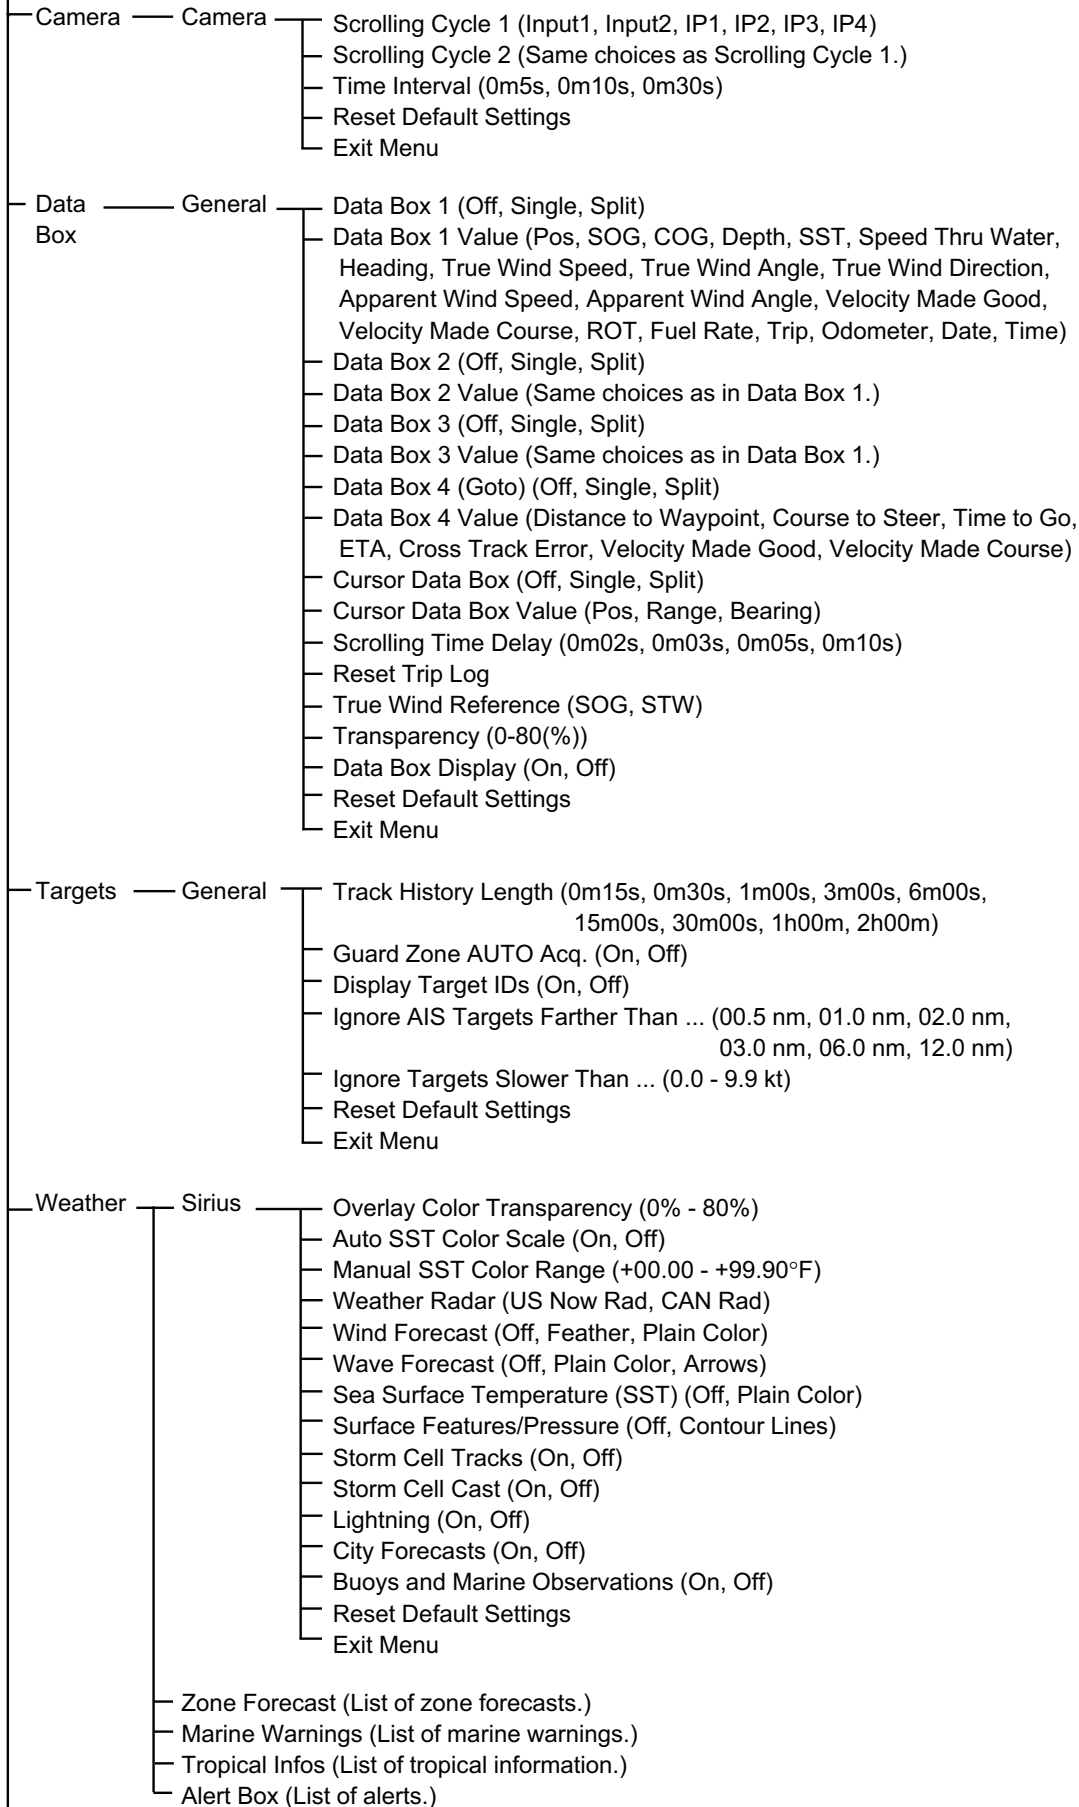 Camera Camera Scrolling Cycle 1 (Input1, Input2, IP1, IP2, IP3, IP4)
Scrolling Cycle 2 (Same choices as Scrolling Cycle 1.)
Time Interval (0m5s, 0m10s, 0m30s)
Reset Default Settings
Exit Menu
Data Box General Data Box 1 (Off, Single, Split)
Data Box 1 Value (Pos, SOG, COG, Depth, SST, Speed Thru Water,
Heading, True Wind Speed, True Wind Angle, True Wind Direction,
Apparent Wind Speed, Apparent Wind Angle, Velocity Made Good,
Velocity Made Course, ROT, Fuel Rate, Trip, Odometer, Date, Time)
Data Box 2 (Off, Single, Split)
Data Box 2 Value (Same choices as in Data Box 1.)
Data Box 3 (Off, Single, Split)
Data Box 3 Value (Same choices as in Data Box 1.)
Data Box 4 (Goto) (Off, Single, Split)
Data Box 4 Value (Distance to Waypoint, Course to Steer, Time to Go,
ETA, Cross Track Error, Velocity Made Good, Velocity Made Course)
Cursor Data Box (Off, Single, Split)
Cursor Data Box Value (Pos, Range, Bearing)
Scrolling Time Delay (0m02s, 0m03s, 0m05s, 0m10s)
Reset Trip Log
True Wind Reference (SOG, STW)
Transparency (0-80(%))
Data Box Display (On, Off)
Reset Default Settings
Exit Menu
Targets General Track History Length (0m15s, 0m30s, 1m00s, 3m00s, 6m00s,
15m00s, 30m00s, 1h00m, 2h00m)
Guard Zone AUTO Acq. (On, Off)
Display Target IDs (On, Off)
Ignore AIS Targets Farther Than ... (00.5 nm, 01.0 nm, 02.0 nm,
03.0 nm, 06.0 nm, 12.0 nm)
Ignore Targets Slower Than ... (0.0 - 9.9 kt)
Reset Default Settings
Exit Menu
Weather Sirius Overlay Color Transparency (0% - 80%)
Auto SST Color Scale (On, Off)
Manual SST Color Range (+00.00 - +99.90°F)
Weather Radar (US Now Rad, CAN Rad)
Wind Forecast (Off, Feather, Plain Color)
Wave Forecast (Off, Plain Color, Arrows)
Sea Surface Temperature (SST) (Off, Plain Color)
Surface Features/Pressure (Off, Contour Lines)
Storm Cell Tracks (On, Off)
Storm Cell Cast (On, Off)
Lightning (On, Off)
City Forecasts (On, Off)
Buoys and Marine Observations (On, Off)
Reset Default Settings
Exit Menu
Zone Forecast (List of zone forecasts.)
Marine Warnings (List of marine warnings.)
Tropical Infos (List of tropical information.)
Alert Box (List of alerts.)